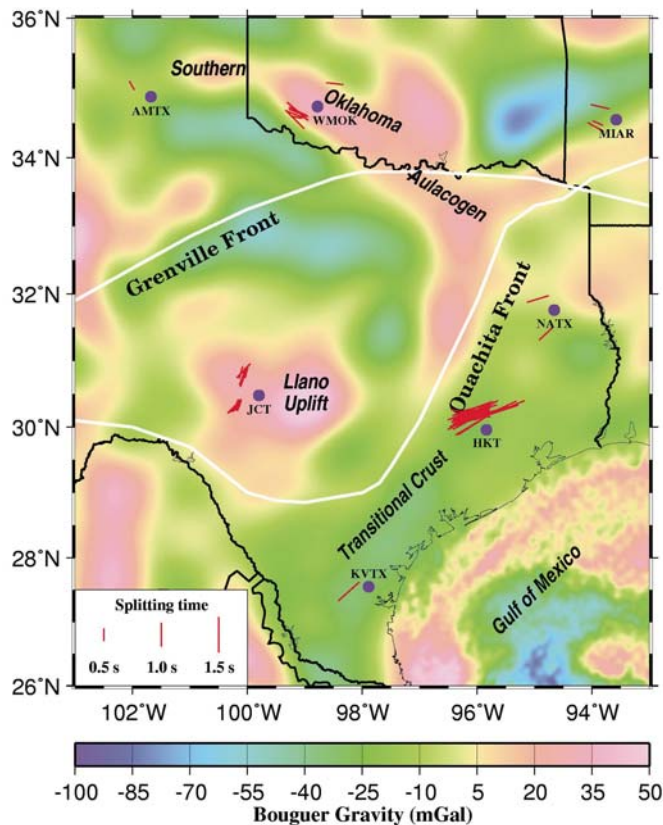 36°N
34°N
32°N
30°N
28°N
26°N
Southern
Oklahoma
Aulacogen
AMTX
WMOK
MIAR
Grenville Front
Ouachita Front
NATX
Llano
Uplift
JCT
HKT
Transitional Crust
KVTX
Gulf of Mexico
Splitting time
0.5 s 1.0 s 1.5 s
102°W 100°W 98°W 96°W 94°W
-100 -85 -70 -55 -40 -25 -10 5 20 35 50
Bouguer Gravity (mGal)